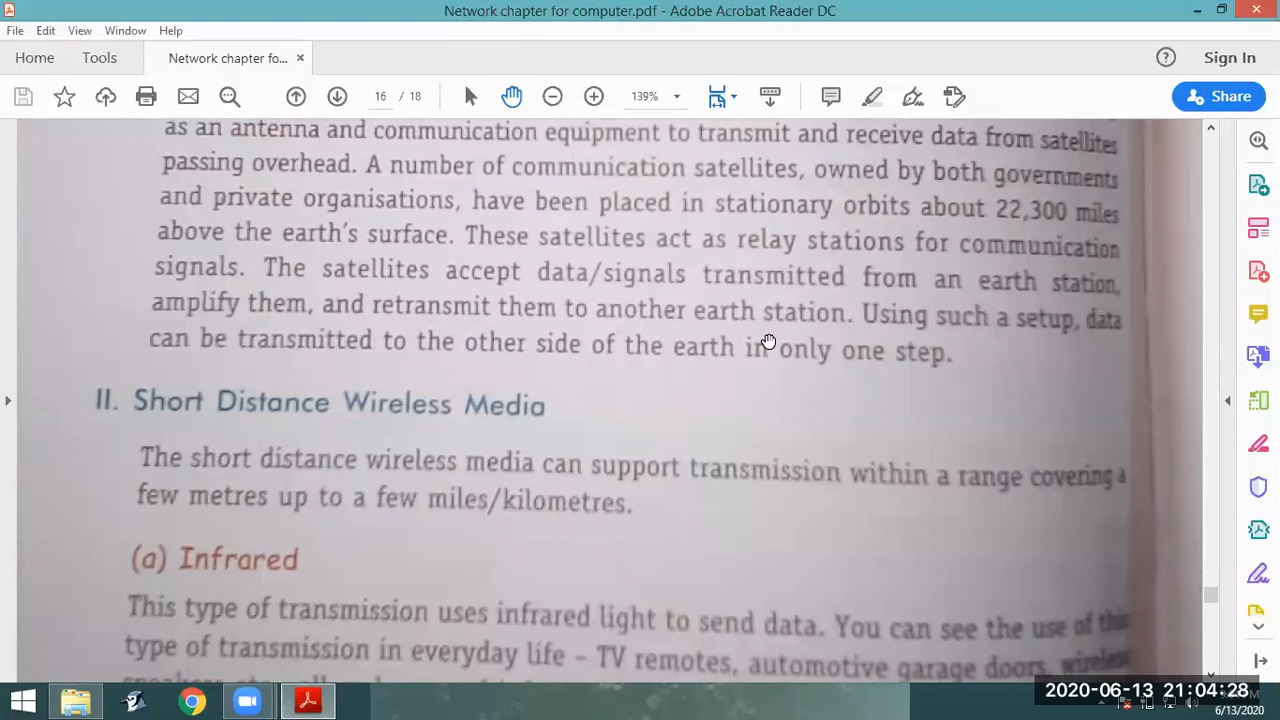 Network chapter for computer.pdf - Adobe Acrobat Reader DC
File Edit View Window Help
Home Tools Network chapter fo... × Sign In
16 / 18 139% Share
as an antenna and communication equipment to transmit and receive data from satellites
passing overhead. A number of communication satellites, owned by both governments
and private organisations, have been placed in stationary orbits about 22,300 miles
above the earth's surface. These satellites act as relay stations for communication
signals. The satellites accept data/signals transmitted from an earth station,
amplify them, and retransmit them to another earth station. Using such a setup, data
can be transmitted to the other side of the earth in only one step.
II. Short Distance Wireless Media
The short distance wireless media can support transmission within a range covering a
few metres up to a few miles/kilometres.
(a) Infrared
This type of transmission uses infrared light to send data. You can see the use of this
type of transmission in everyday life – TV remotes, automotive garage doors, wireless
2020-06-13 21:04:28
6/13/2020